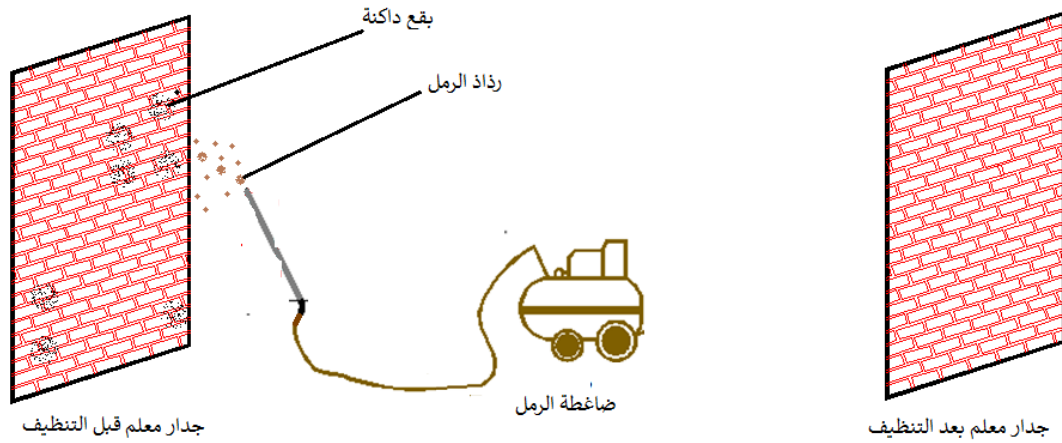 بقع داكنة
رذاذ الرمل
ضاغطة الرمل
جدار معلم قبل التنظيف
جدار معلم بعد التنظيف